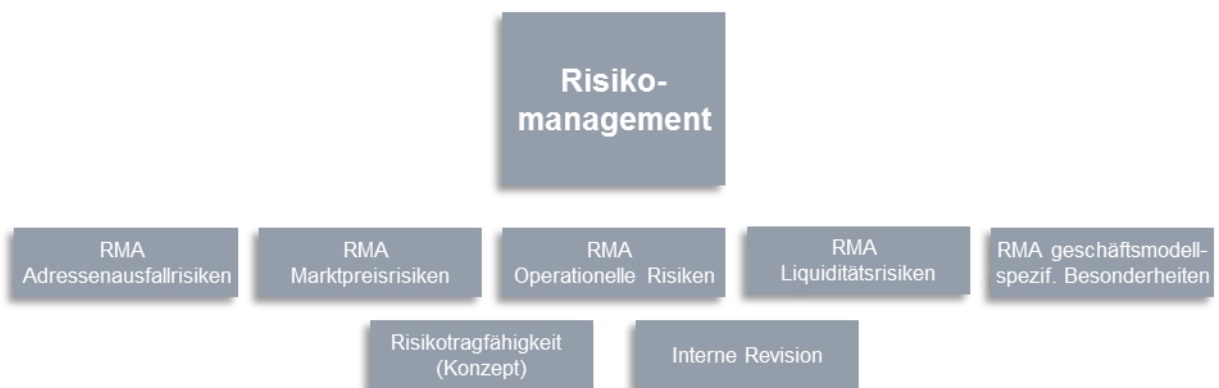 Risiko-
management
RMA
Adressenausfallrisiken
RMA
Marktpreisrisiken
RMA
Operationelle Risiken
RMA
Liquiditätsrisiken
RMA geschäftsmodell-
spezif. Besonderheiten
Risikotragfähigkeit
(Konzept)
Interne Revision